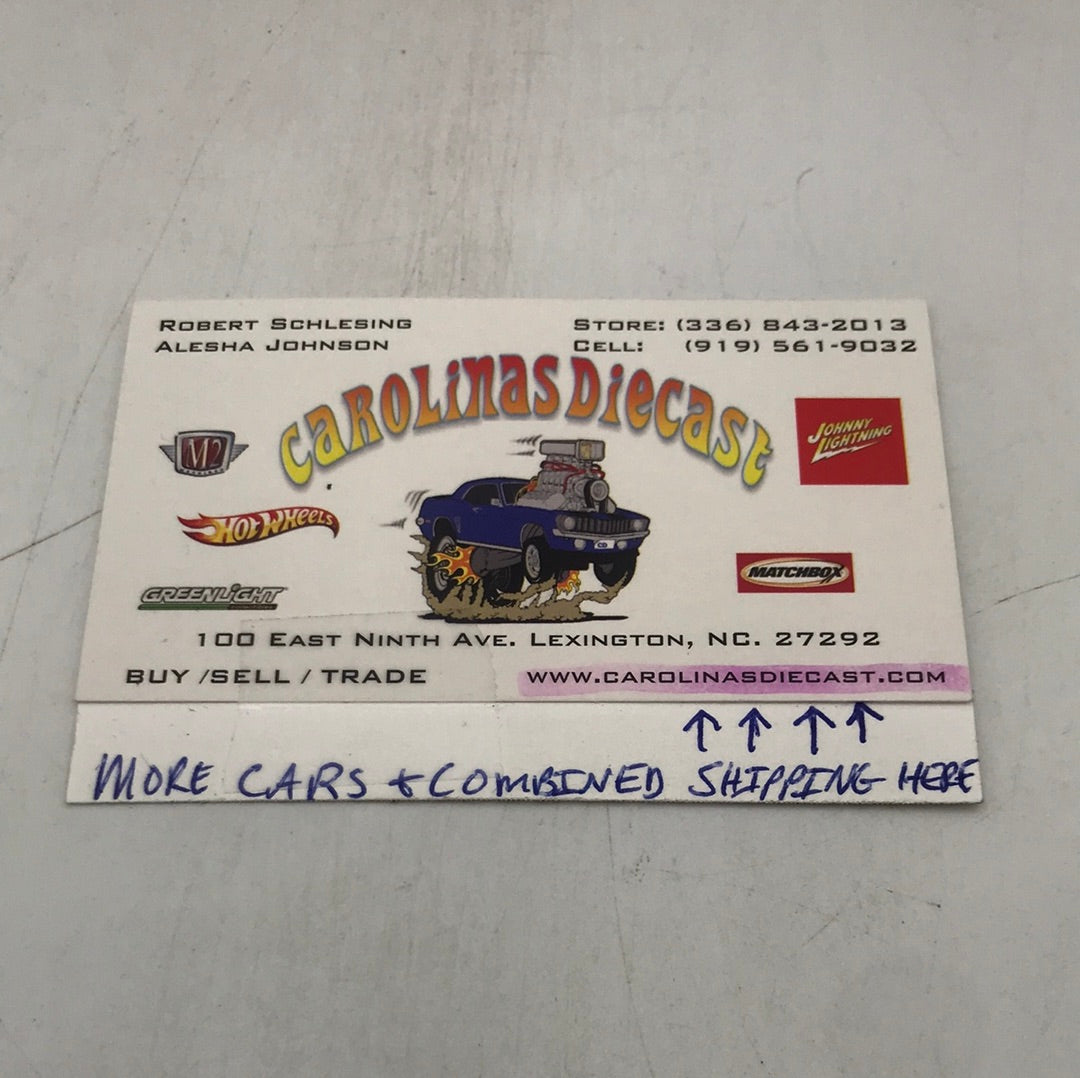 Robert Schlesing
Alesha Johnson
Store: (336) 843-2013
Cell: (919) 561-9032
Carolinas Diecast
M2
Johnny Lightning
Hot Wheels
Greenlight
Matchbox
CD
100 East Ninth Ave. Lexington, NC. 27292
BUY /SELL / TRADE
www.carolinasdiecast.com
↑ ↑ ↑ ↑
MORE CARS + COMBINED SHIPPING HERE